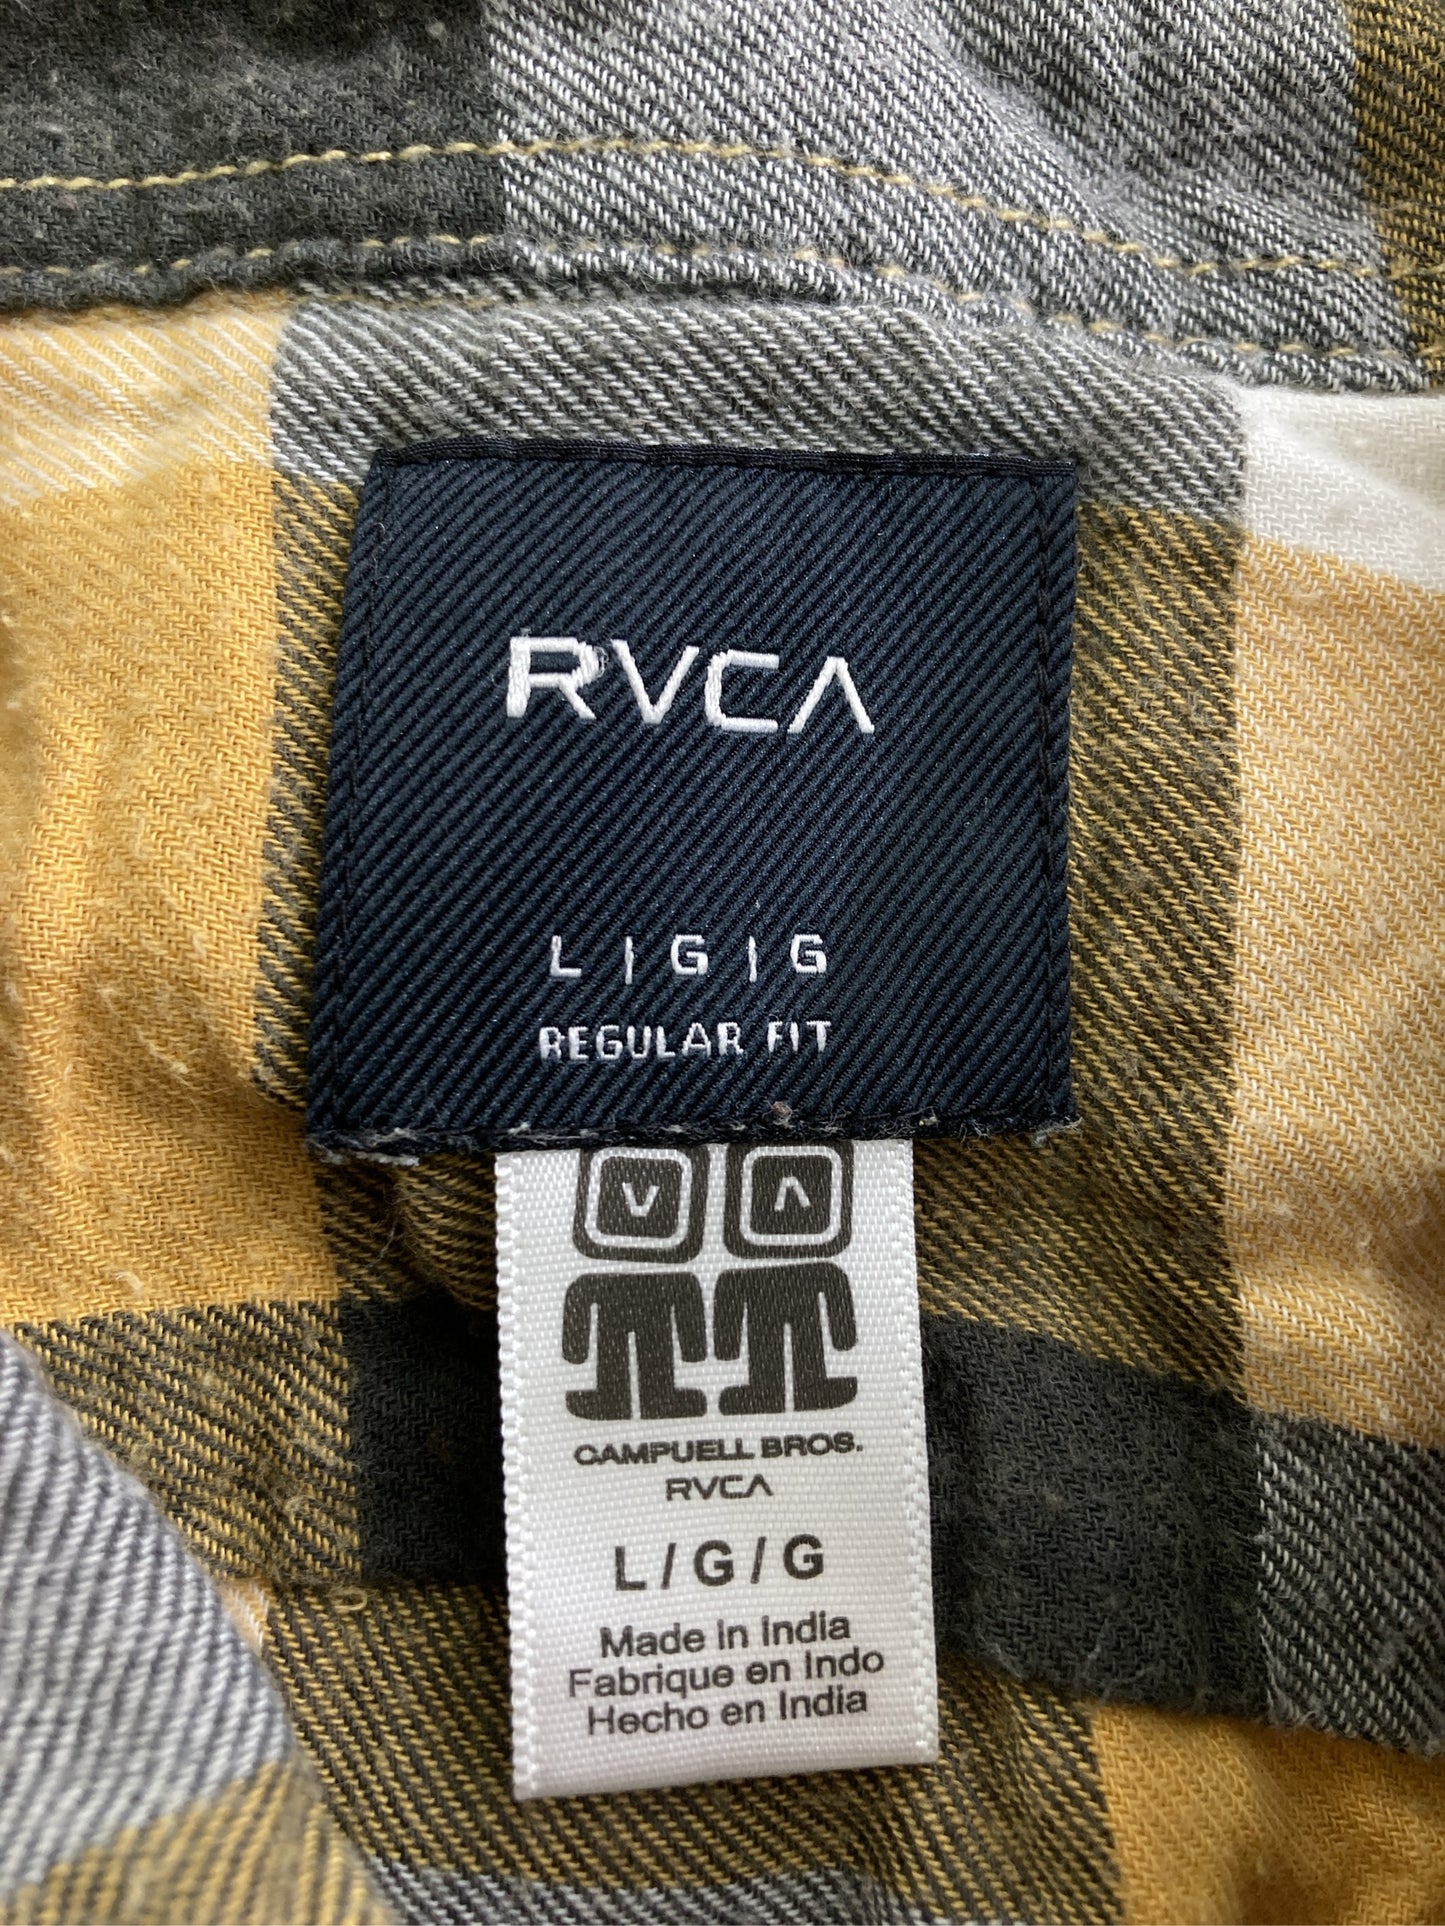 RVCA
L | G | G
REGULAR FIT
V Λ
CAMPUELL BROS.
RVCA
L / G / G
Made in India
Fabrique en Indo
Hecho en India